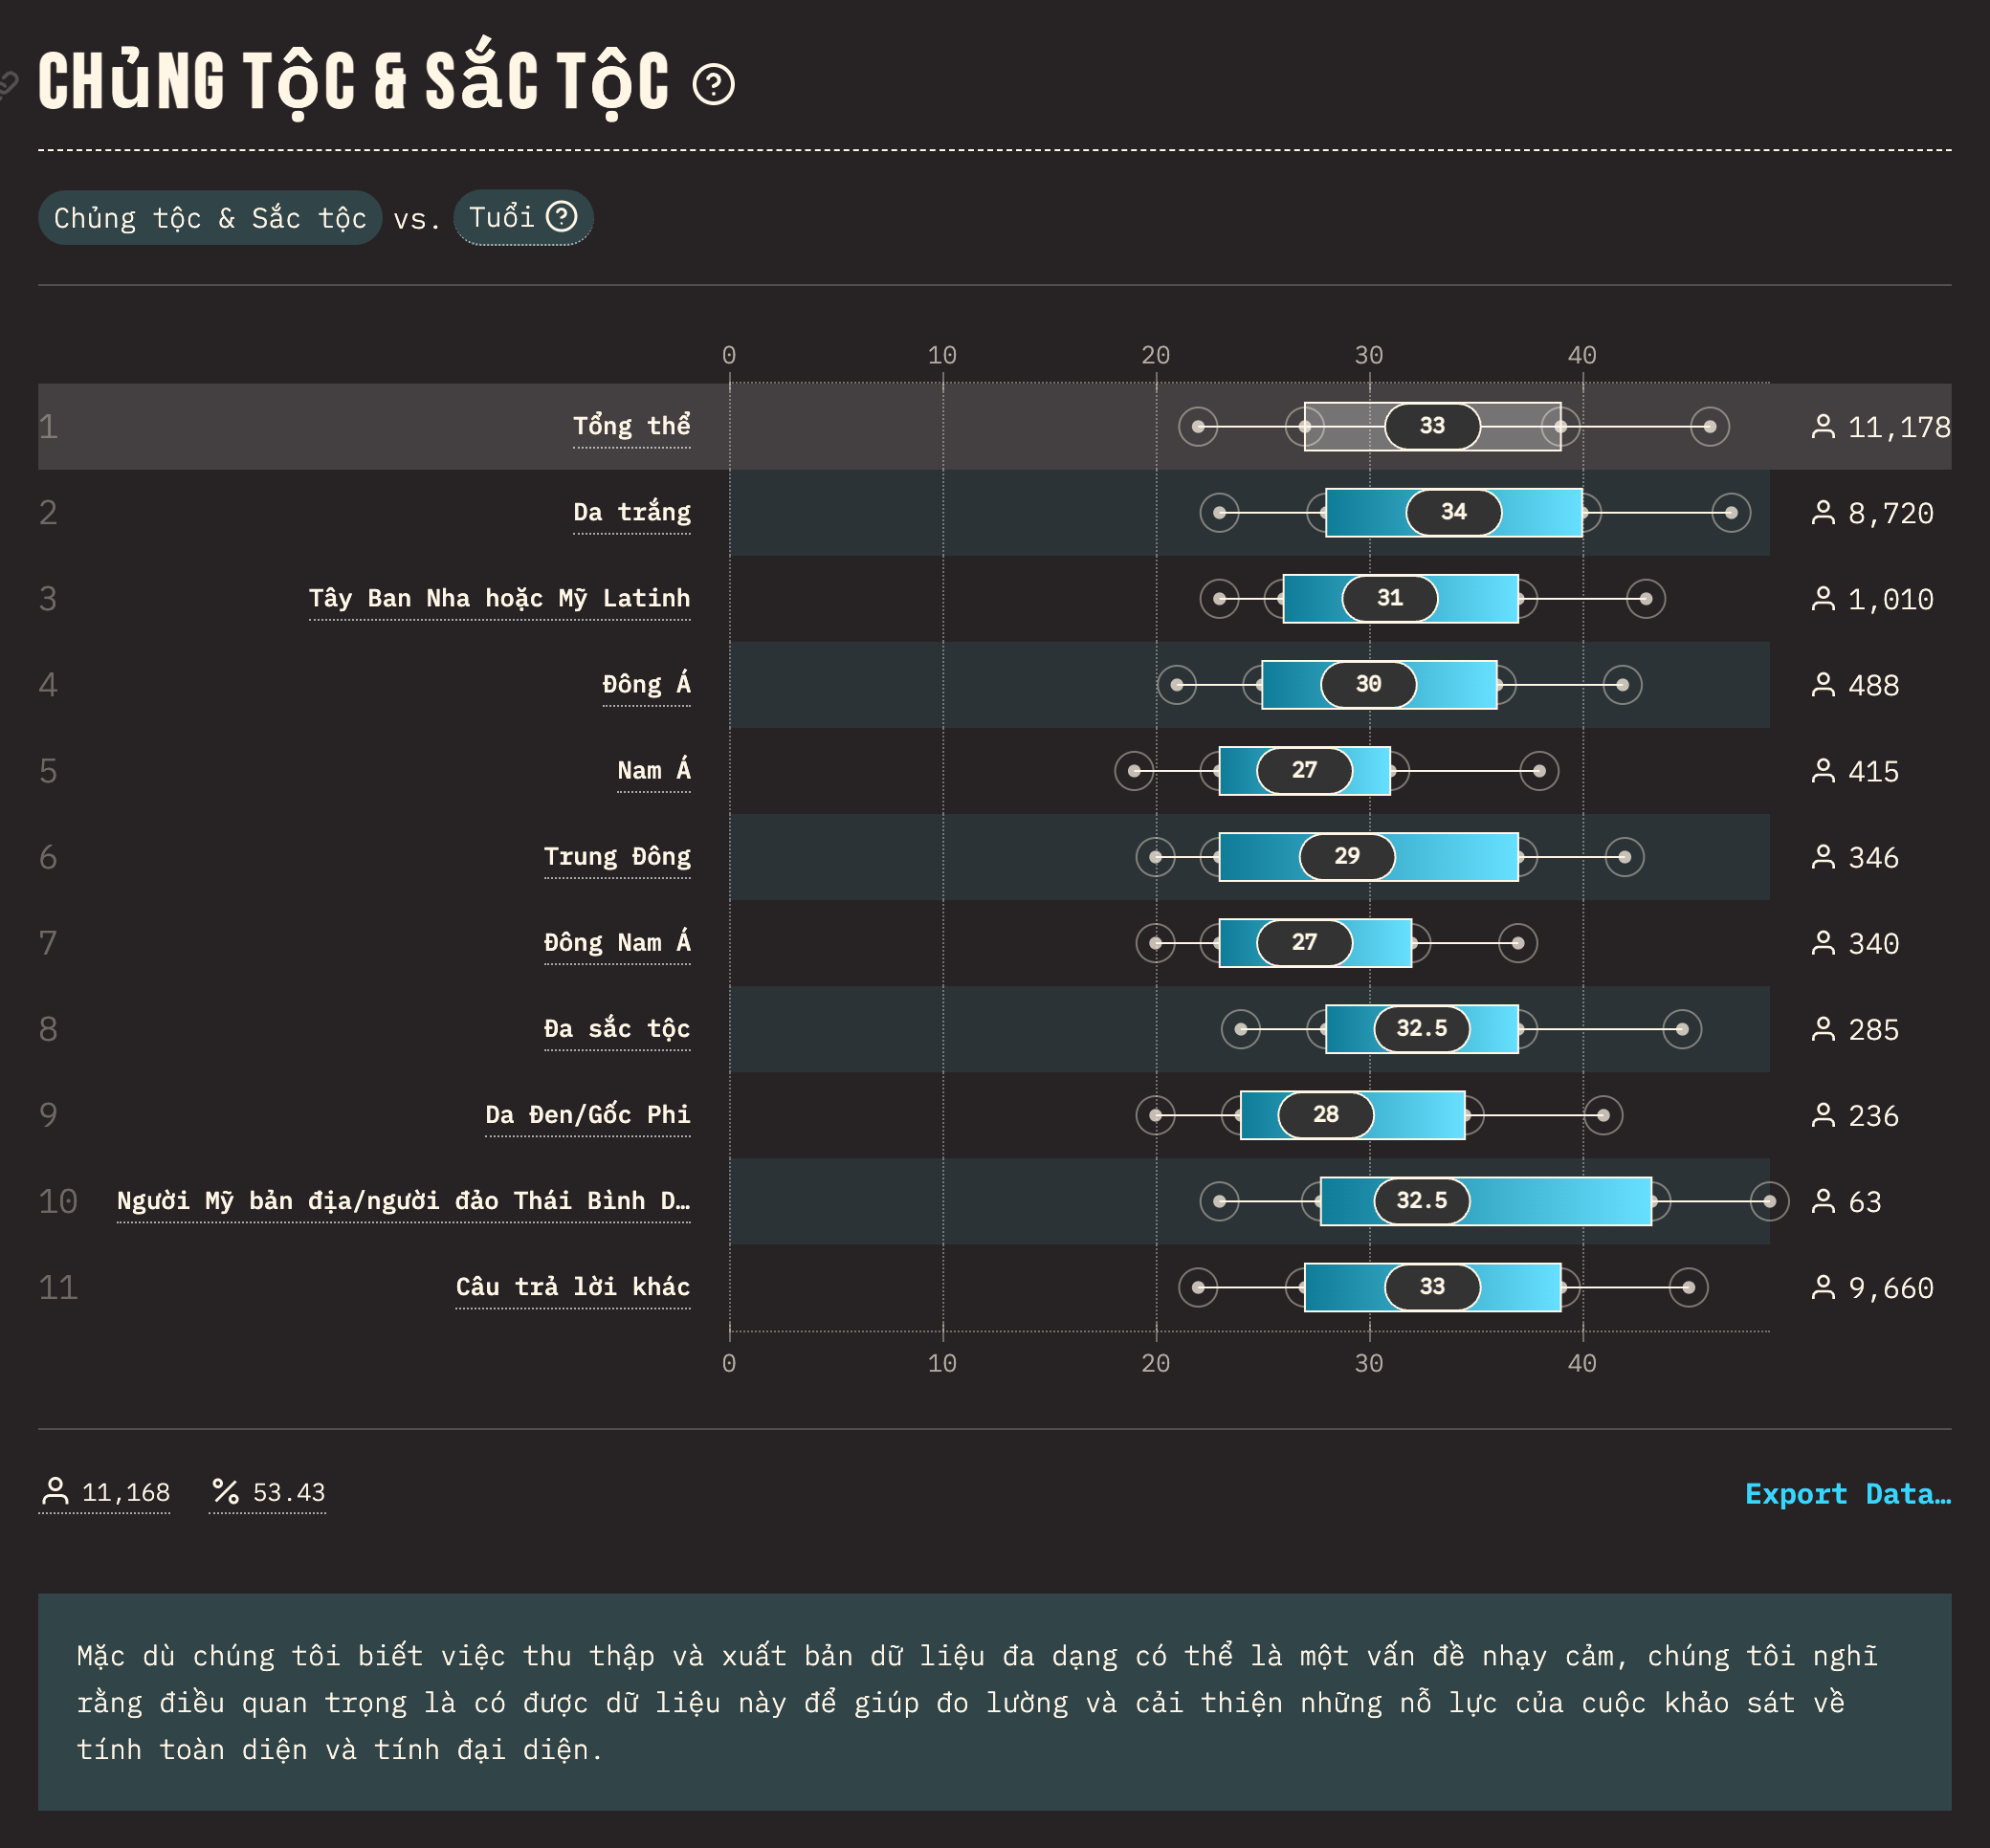 CHủNG TộC & SắC TộC
Chủng tộc & Sắc tộc vs. Tuổi
0 10 20 30 40
1 Tổng thể 33 11,178
2 Da trắng 34 8,720
3 Tây Ban Nha hoặc Mỹ Latinh 31 1,010
4 Đông Á 30 488
5 Nam Á 27 415
6 Trung Đông 29 346
7 Đông Nam Á 27 340
8 Đa sắc tộc 32.5 285
9 Da Đen/Gốc Phi 28 236
10 Người Mỹ bản địa/người đảo Thái Bình D… 32.5 63
11 Câu trả lời khác 33 9,660
0 10 20 30 40
11,168 % 53.43 Export Data…
Mặc dù chúng tôi biết việc thu thập và xuất bản dữ liệu đa dạng có thể là một vấn đề nhạy cảm, chúng tôi nghĩ
rằng điều quan trọng là có được dữ liệu này để giúp đo lường và cải thiện những nỗ lực của cuộc khảo sát về
tính toàn diện và tính đại diện.